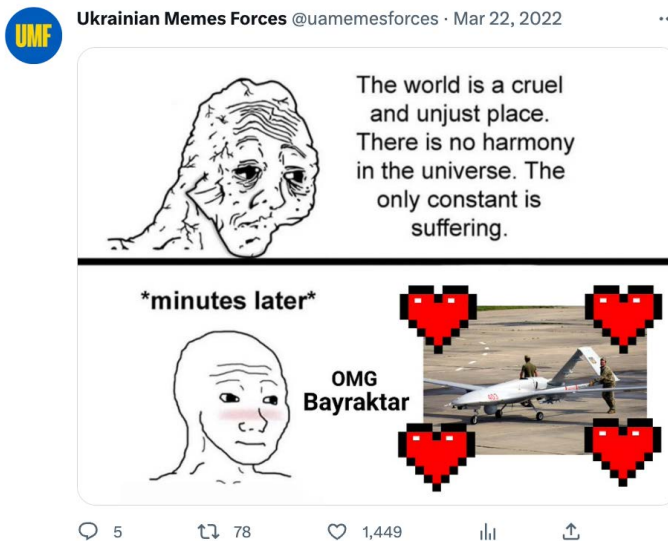 UMF
Ukrainian Memes Forces @uamemesforces · Mar 22, 2022
The world is a cruel
and unjust place.
There is no harmony
in the universe. The
only constant is
suffering.
*minutes later*
OMG
Bayraktar
5 78 1,449